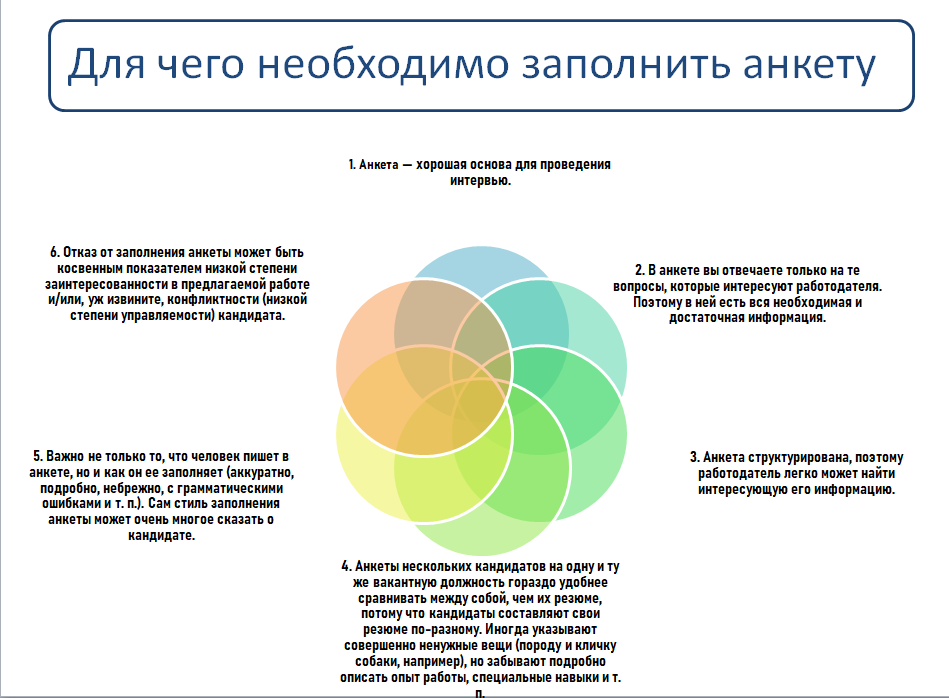 Для чего необходимо заполнить анкету
1. Анкета — хорошая основа для проведения
интервью.
2. В анкете вы отвечаете только на те
вопросы, которые интересуют работодателя.
Поэтому в ней есть вся необходимая и
достаточная информация.
3. Анкета структурирована, поэтому
работодатель легко может найти
интересующую его информацию.
4. Анкеты нескольких кандидатов на одну и ту
же вакантную должность гораздо удобнее
сравнивать между собой, чем их резюме,
потому что кандидаты составляют свои
резюме по-разному. Иногда указывают
совершенно ненужные вещи (породу и кличку
собаки, например), но забывают подробно
описать опыт работы, специальные навыки и т.
п.
5. Важно не только то, что человек пишет в
анкете, но и как он ее заполняет (аккуратно,
подробно, небрежно, с грамматическими
ошибками и т. п.). Сам стиль заполнения
анкеты может очень многое сказать о
кандидате.
6. Отказ от заполнения анкеты может быть
косвенным показателем низкой степени
заинтересованности в предлагаемой работе
и/или, уж извините, конфликтности (низкой
степени управляемости) кандидата.